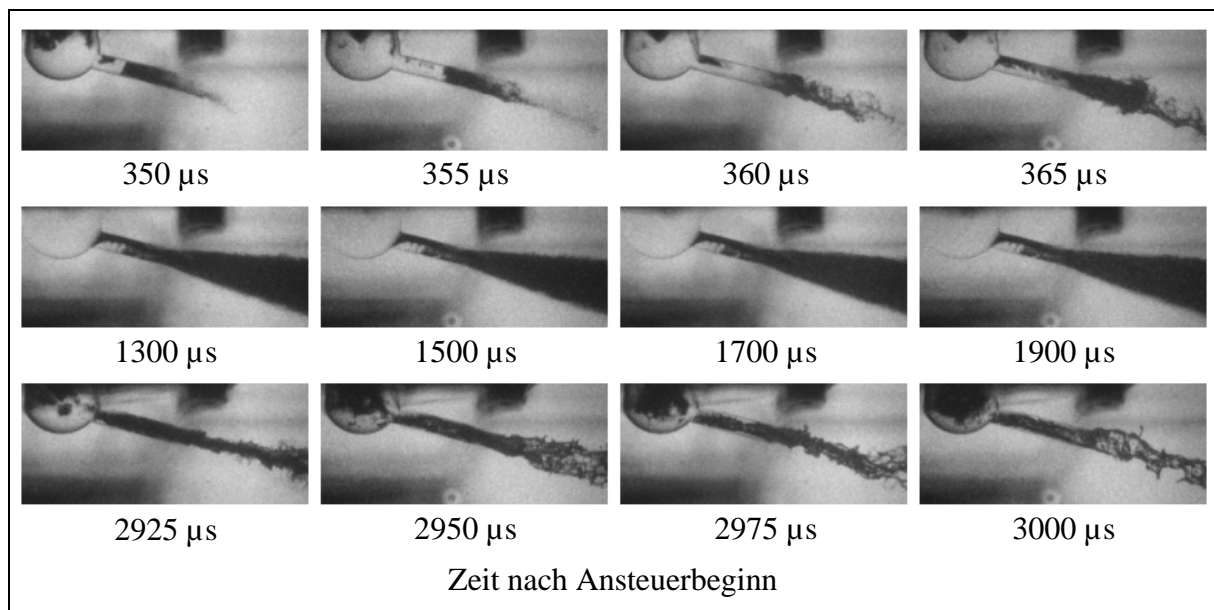 350 µs 355 µs 360 µs 365 µs
1300 µs 1500 µs 1700 µs 1900 µs
2925 µs 2950 µs 2975 µs 3000 µs
Zeit nach Ansteuerbeginn